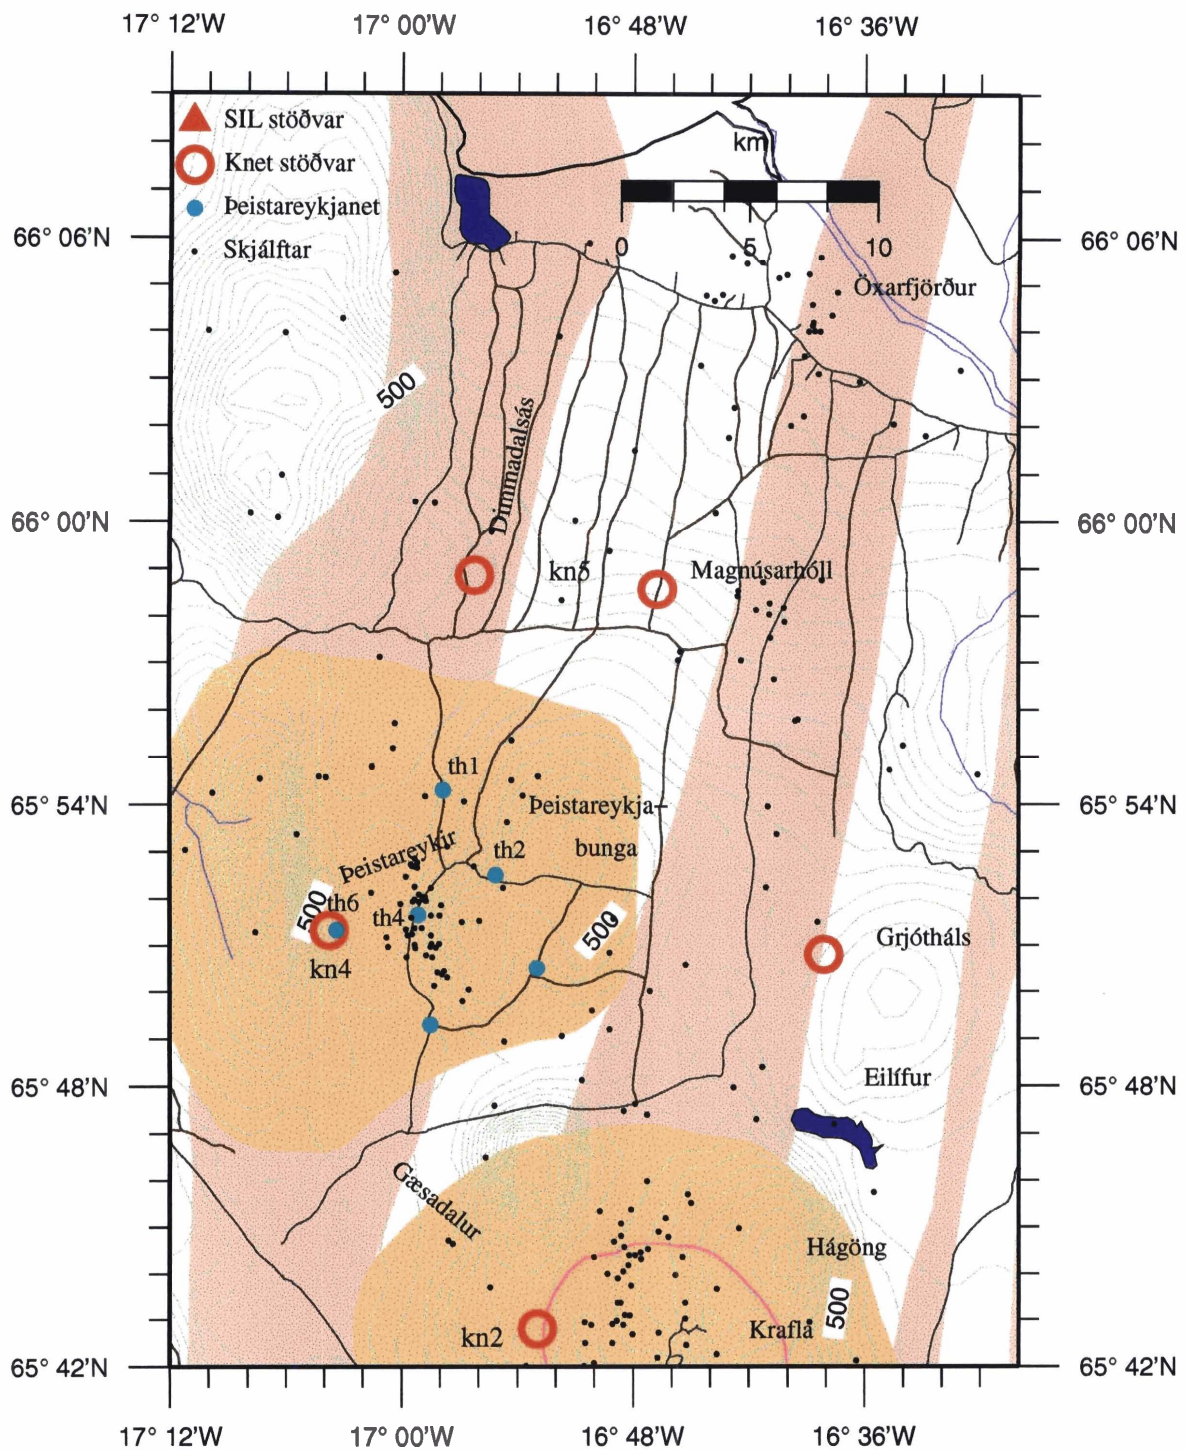 17° 12'W 17° 00'W 16° 48'W 16° 36'W
SIL stöðvar
Knet stöðvar
Þeistareykjanet
Skjálftar
km
0 5 10
66° 06'N 66° 06'N
Öxarfjörður
500
Dimmadalsás
66° 00'N 66° 00'N
kn5
Magnúsarhóll
th1
65° 54'N 65° 54'N
Þeistareykja-
bunga
Þeistareykir
th2
500
th6
th4
500
Grjótháls
kn4
Eilífur
65° 48'N 65° 48'N
Gæsadalur
Hágöng
500
Krafla
kn2
65° 42'N 65° 42'N
17° 12'W 17° 00'W 16° 48'W 16° 36'W